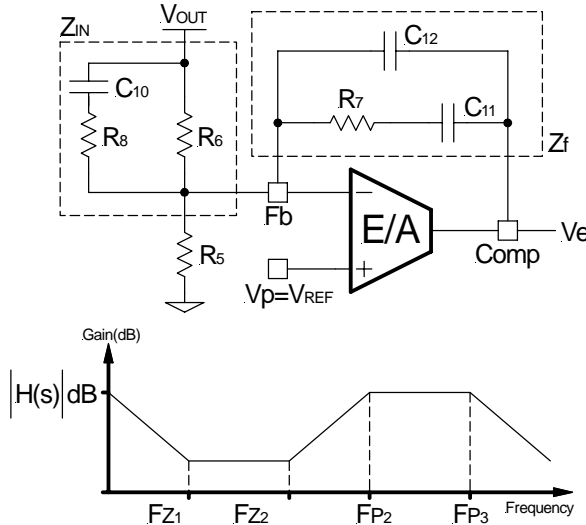 VOUT
ZIN
C12
C10
R7
C11
R8
R6
Zf
Fb
E/A
Ve
R5
Comp
Vp=VREF
Gain(dB)
|H(s)|dB
FZ1
FZ2
FP2
FP3
Frequency